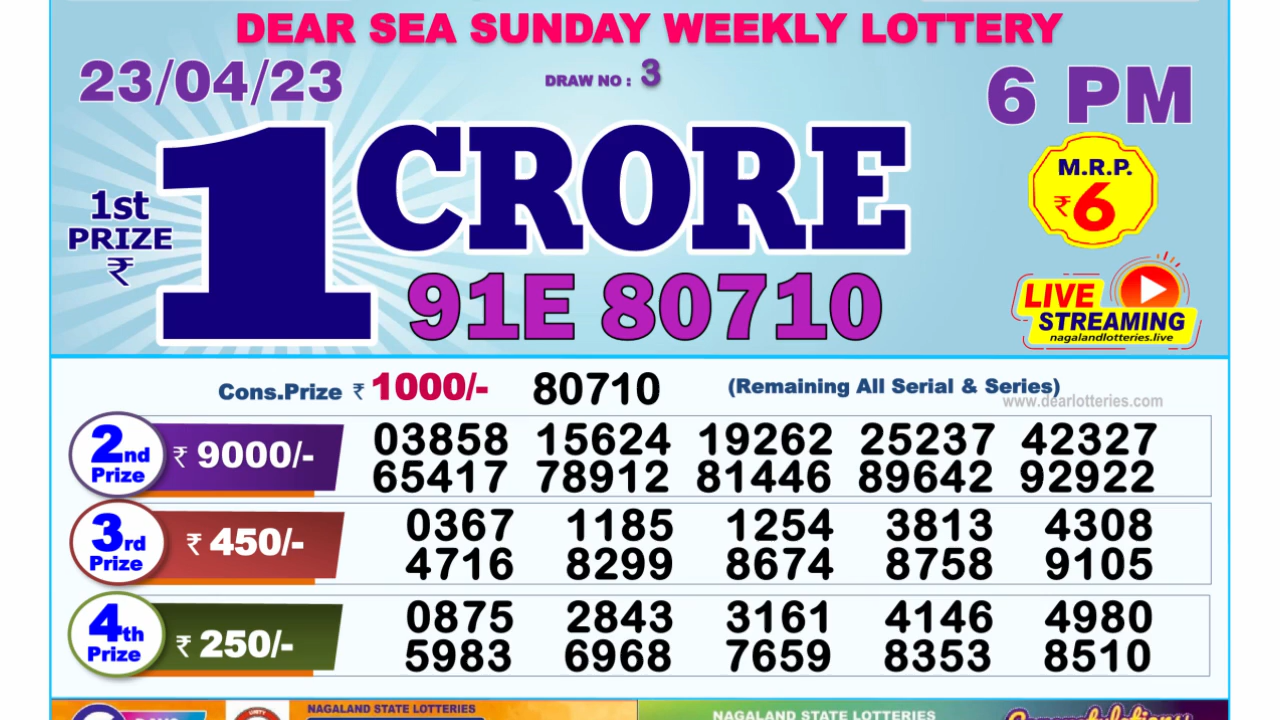 DEAR SEA SUNDAY WEEKLY LOTTERY
23/04/23
DRAW NO : 3
6 PM
1st
PRIZE
₹
1 CRORE
91E 80710
M.R.P.
₹6
LIVE
STREAMING
nagalandlotteries.live
Cons.Prize ₹ 1000/- 80710 (Remaining All Serial & Series)
www.dearlotteries.com
2nd Prize ₹ 9000/-
03858 15624 19262 25237 42327
65417 78912 81446 89642 92922
3rd Prize ₹ 450/-
0367 1185 1254 3813 4308
4716 8299 8674 8758 9105
4th Prize ₹ 250/-
0875 2843 3161 4146 4980
5983 6968 7659 8353 8510
NAGALAND STATE LOTTERIES
NAGALAND STATE LOTTERIES